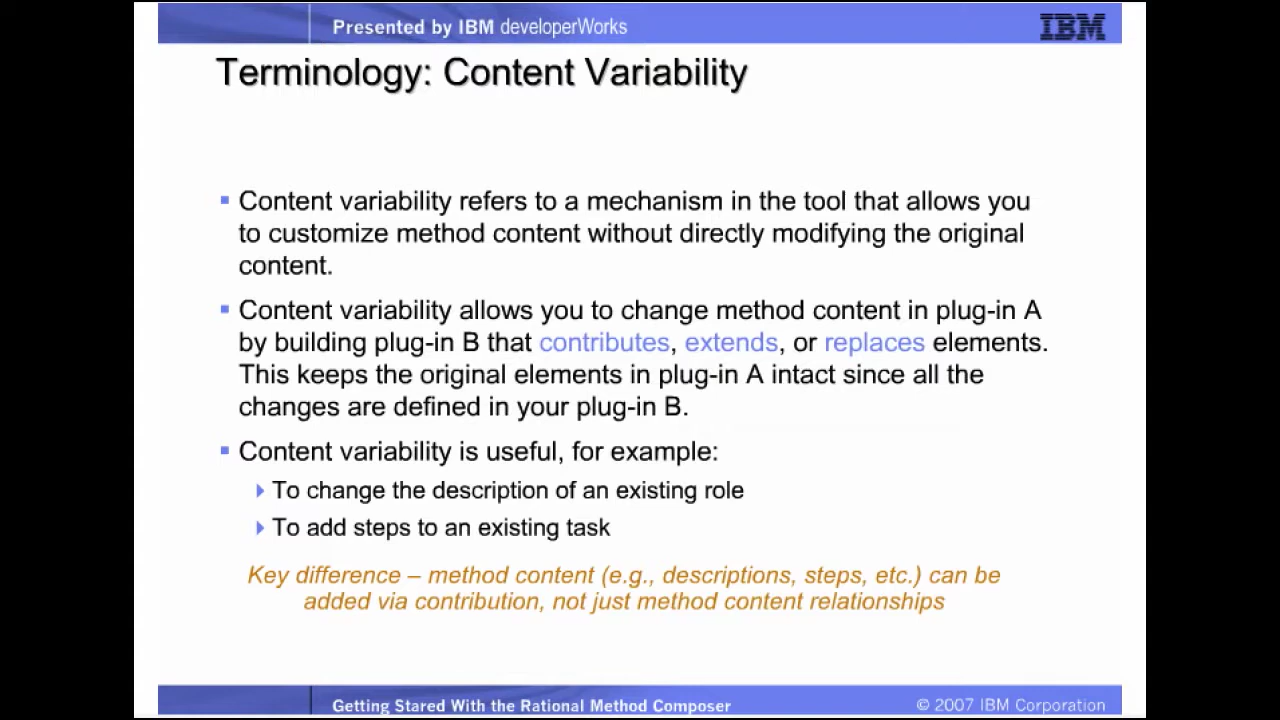 Presented by IBM developerWorks
IBM
Terminology: Content Variability
Content variability refers to a mechanism in the tool that allows you
to customize method content without directly modifying the original
content.
Content variability allows you to change method content in plug-in A
by building plug-in B that contributes, extends, or replaces elements.
This keeps the original elements in plug-in A intact since all the
changes are defined in your plug-in B.
Content variability is useful, for example:
To change the description of an existing role
To add steps to an existing task
Key difference – method content (e.g., descriptions, steps, etc.) can be
added via contribution, not just method content relationships
Getting Stared With the Rational Method Composer
© 2007 IBM Corporation